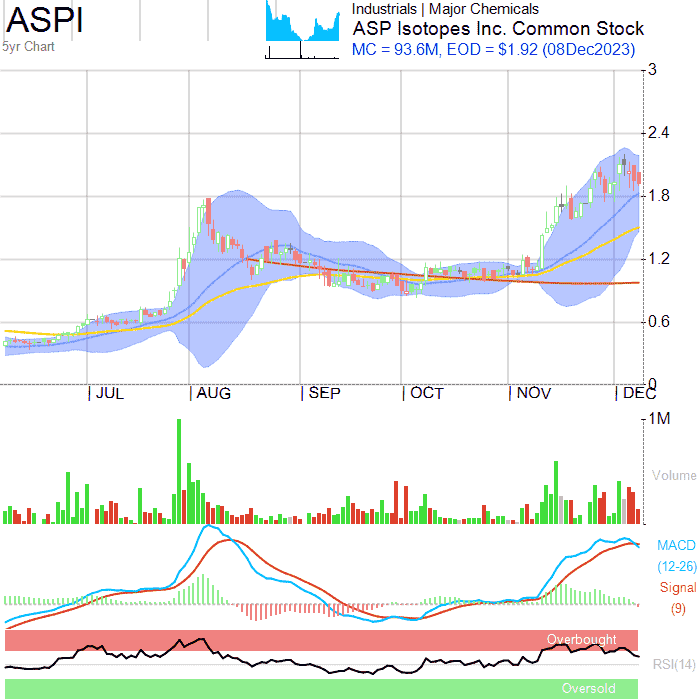 ASPI
5yr Chart
Industrials | Major Chemicals
ASP Isotopes Inc. Common Stock
MC = 93.6M, EOD = $1.92 (08Dec2023)
3
2.4
1.8
1.2
0.6
0
JUL AUG SEP OCT NOV DEC
1M
Volume
MACD
(12-26)
Signal
(9)
Overbought
RSI(14)
Oversold